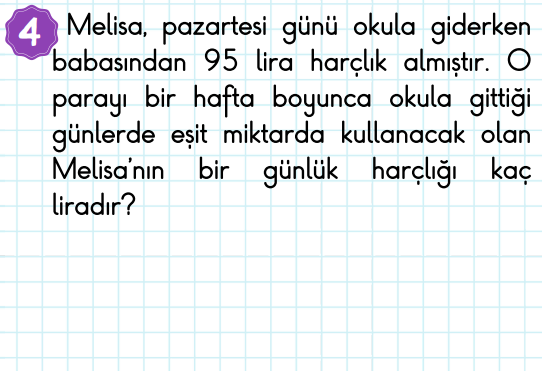 4 Melisa, pazartesi günü okula giderken
babasından 95 lira harçlık almıştır. O
parayı bir hafta boyunca okula gittiği
günlerde eşit miktarda kullanacak olan
Melisa'nın bir günlük harçlığı kaç
liradır?